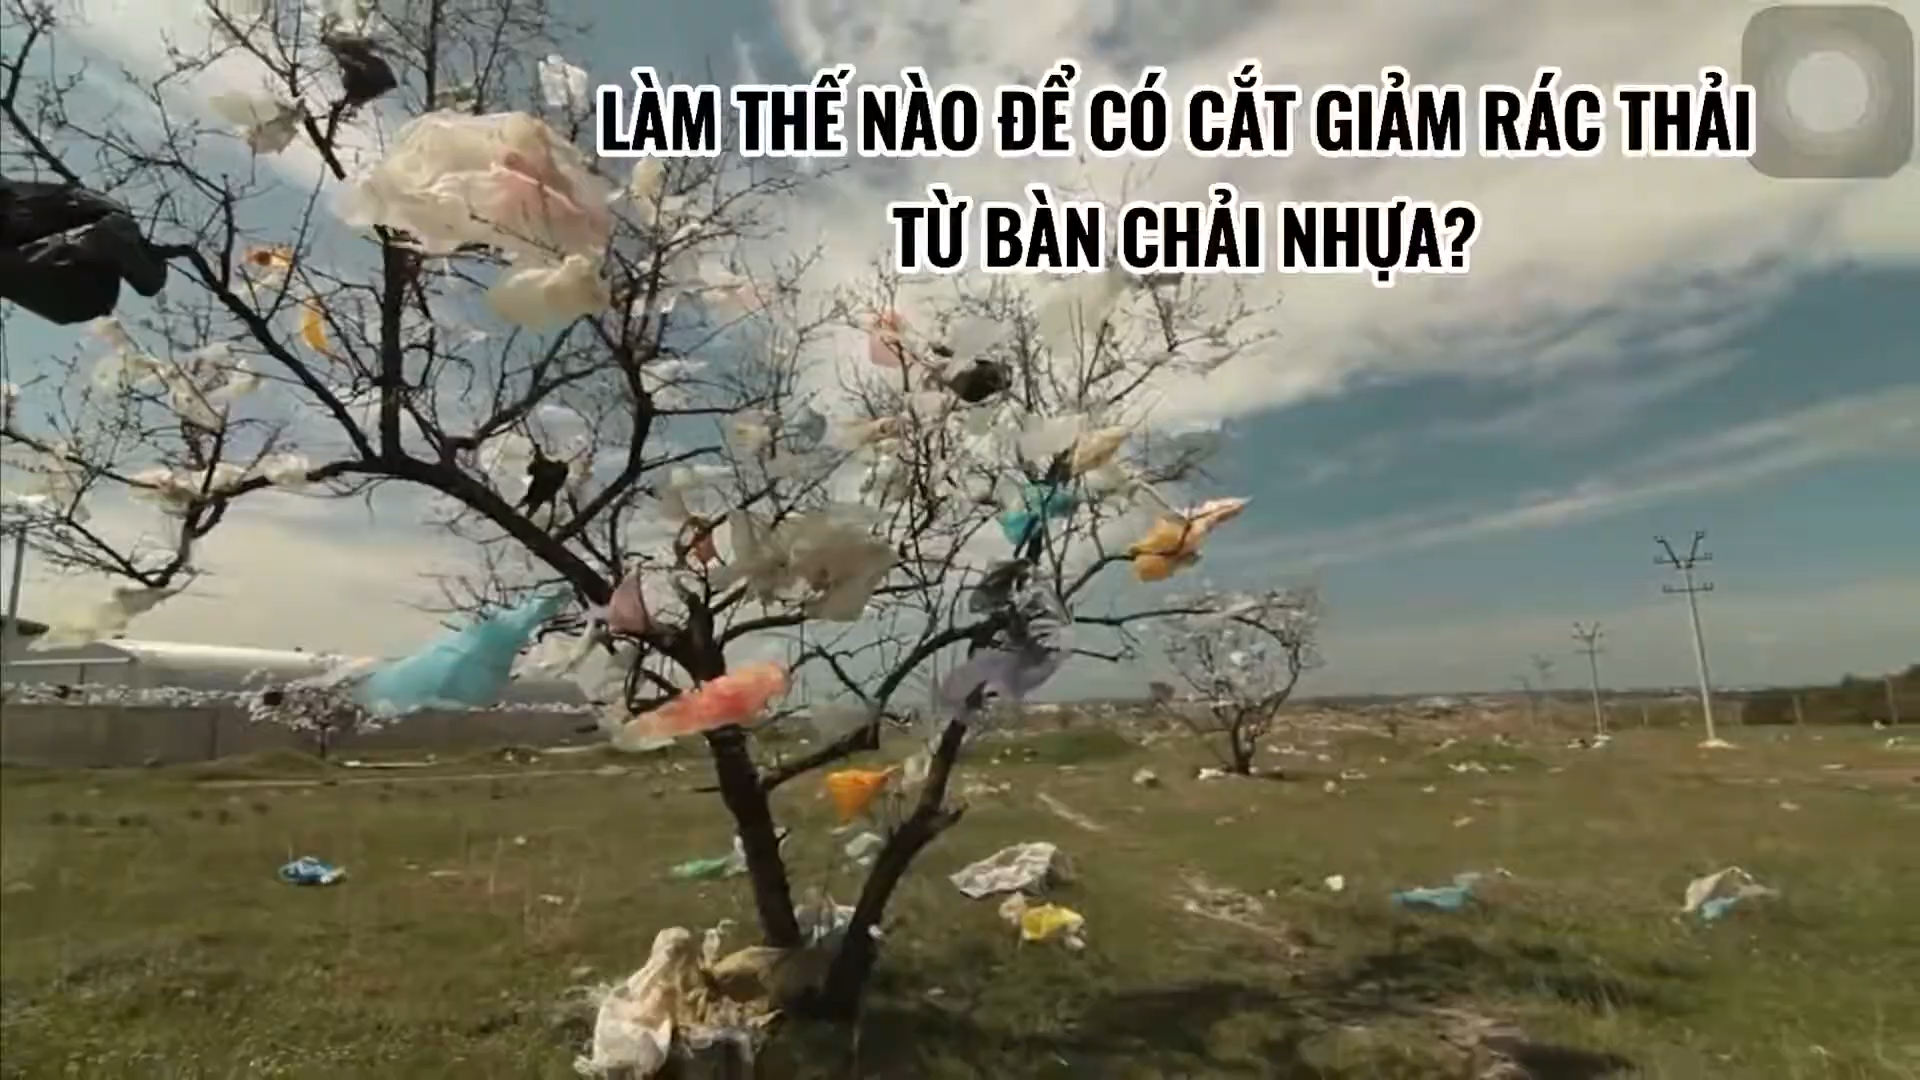 LÀM THẾ NÀO ĐỂ CÓ CẮT GIẢM RÁC THẢI
TỪ BÀN CHẢI NHỰA?